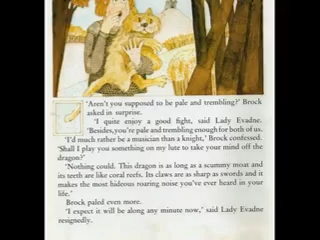 'Aren't you supposed to be pale and trembling?' Brock
asked in surprise.
'I quite enjoy a good fight, said Lady Evadne.
'Besides, you're pale and trembling enough for both of us.
'I'd much rather be a musician than a knight,' Brock confessed.
'Shall I play you something on my lute to take your mind off the
dragon?'
'Nothing could. This dragon is as long as a scummy moat and
its teeth are like coral reefs. Its claws are as sharp as swords and it
makes the most hideous roaring noise you've ever heard in your
life.'
Brock paled even more.
'I expect it will be along any minute now,' said Lady Evadne
resignedly.